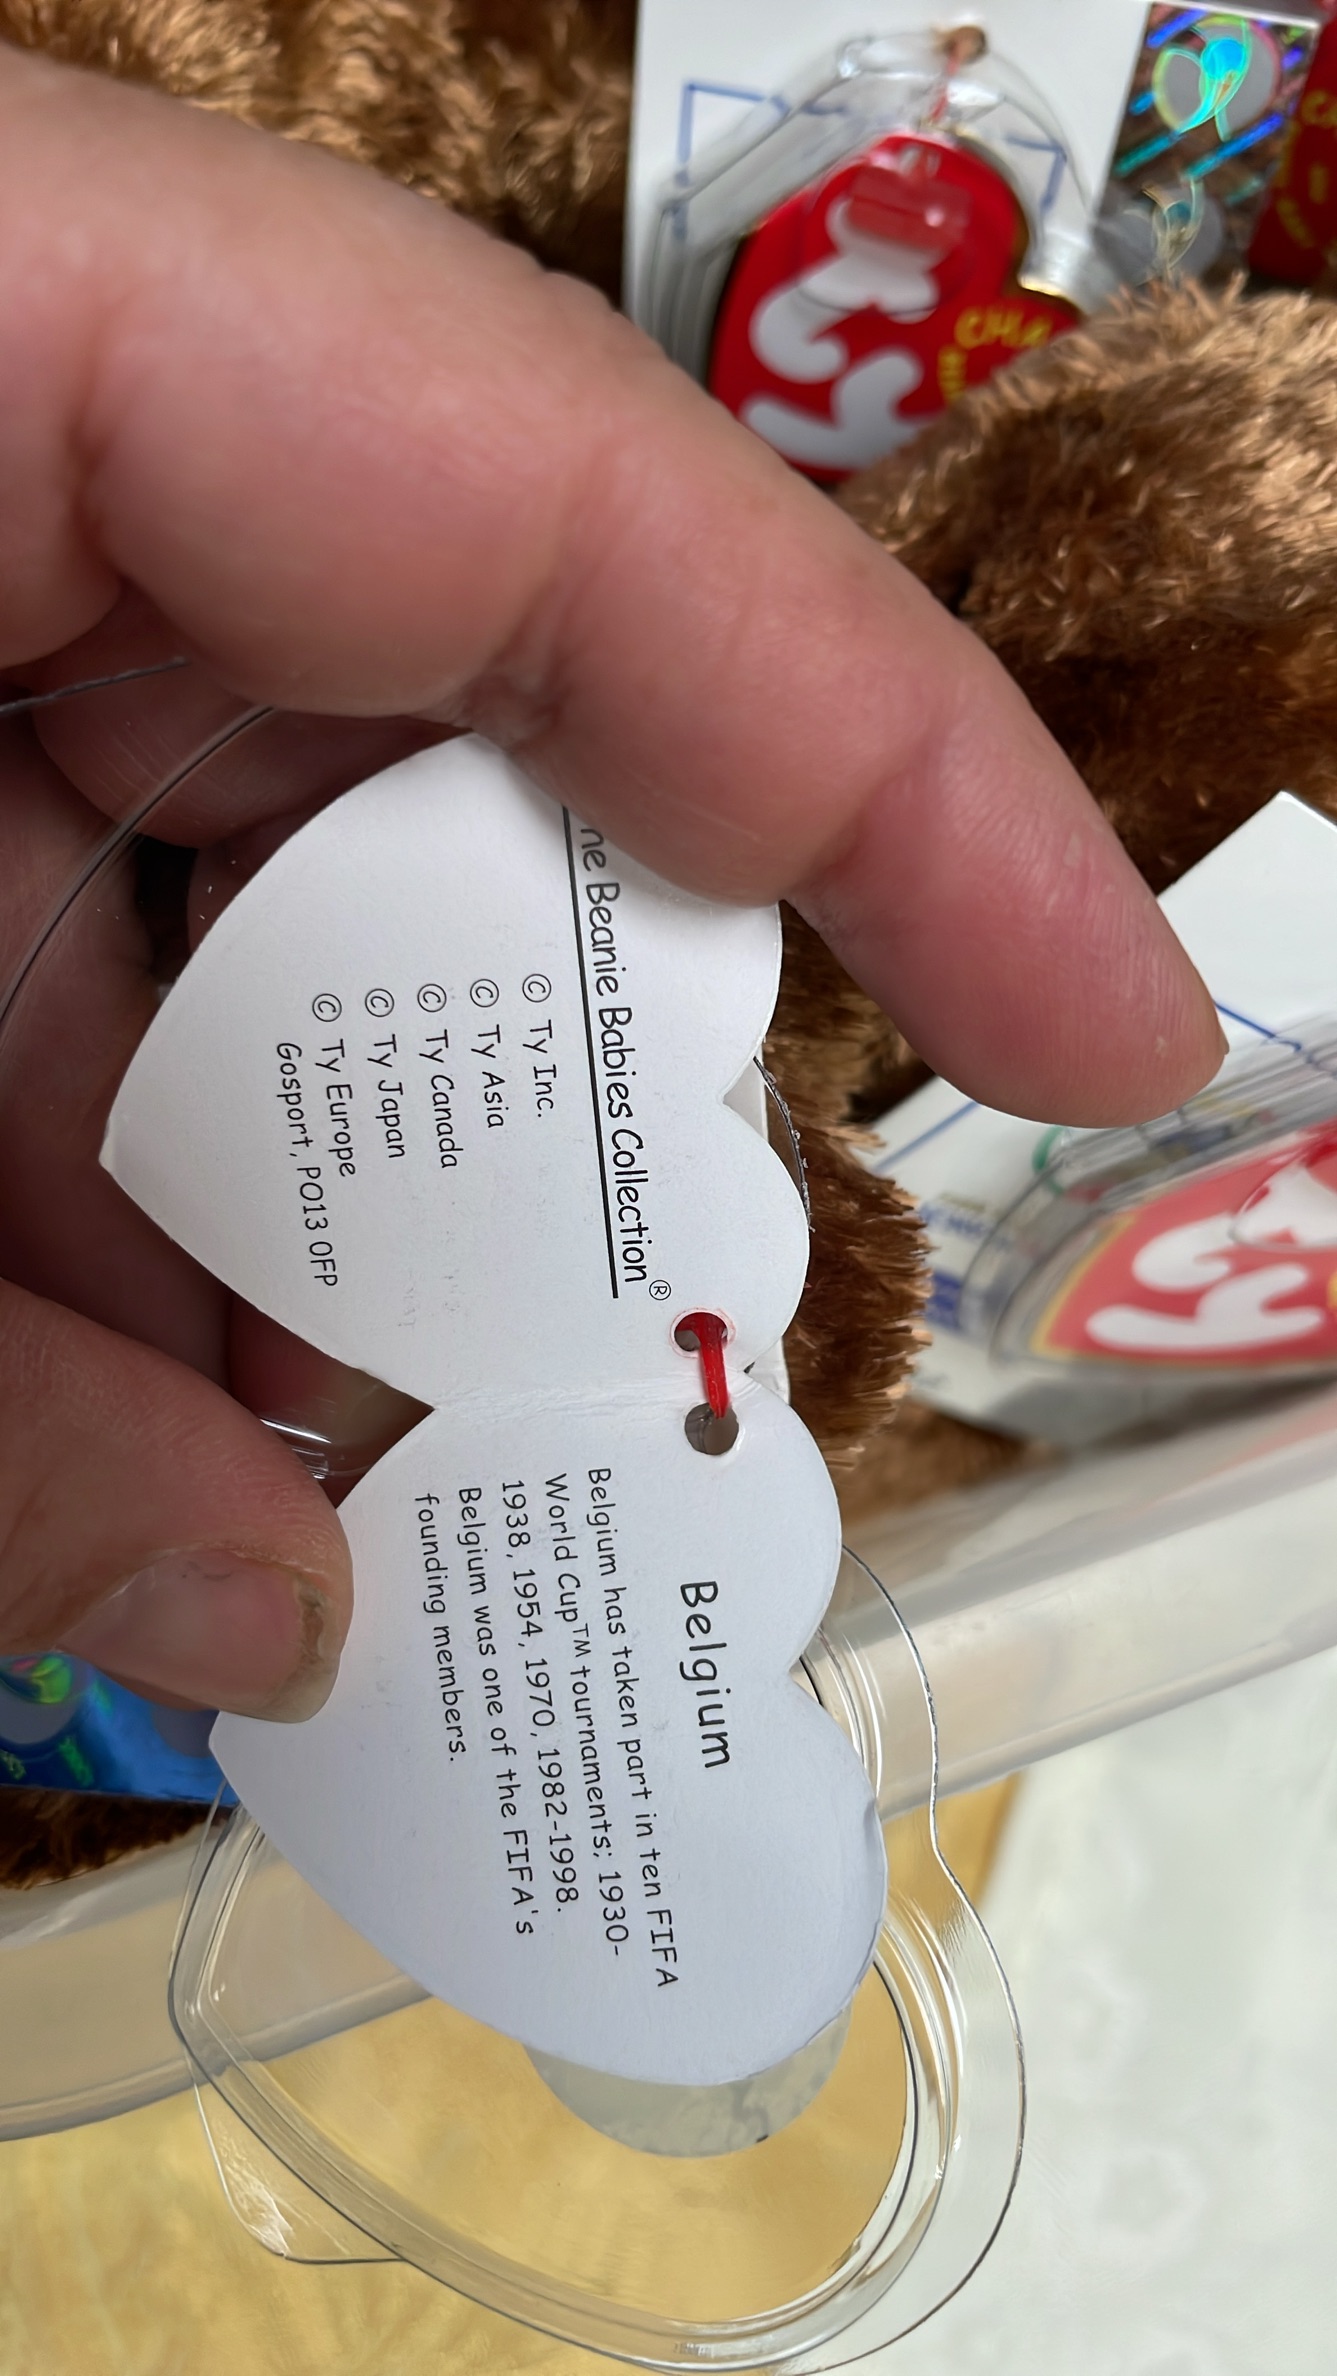 Beanie Babies Collection®
© Ty Inc.
© Ty Asia
© Ty Canada
© Ty Japan
© Ty Europe
Gosport, PO13 0FP
Belgium
Belgium has taken part in ten FIFA
World Cup™ tournaments; 1930-
1938, 1954, 1970, 1982-1998.
Belgium was one of the FIFA's
founding members.
ty
ty